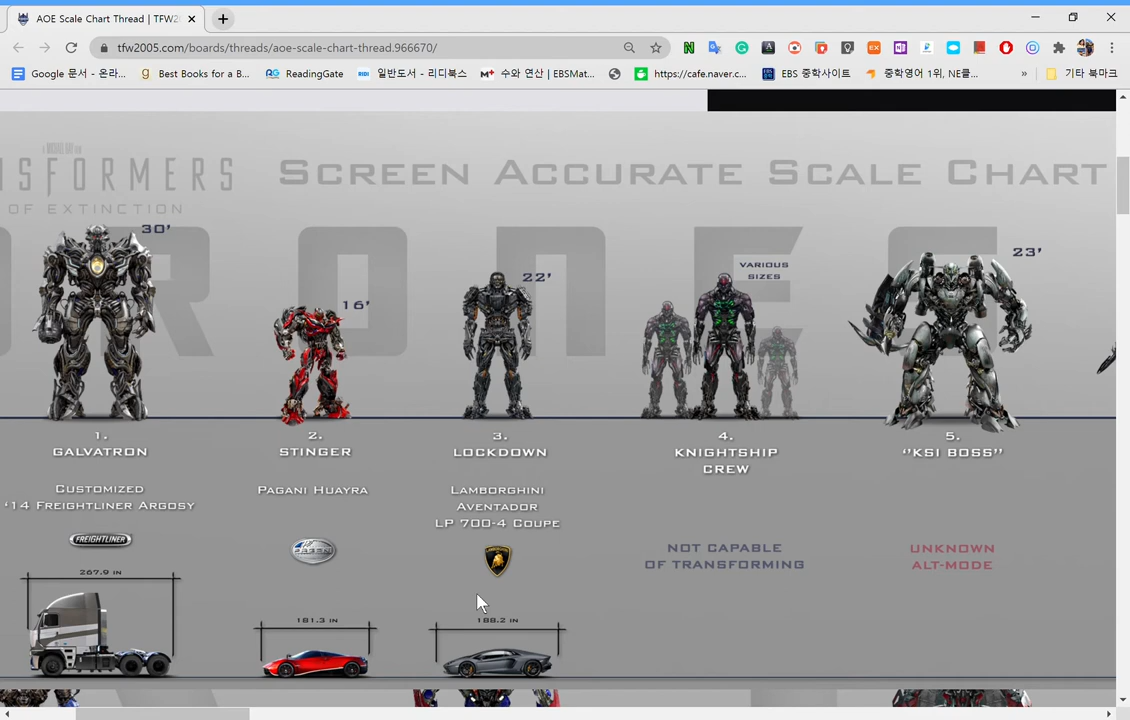 AOE Scale Chart Thread | TFW2
tfw2005.com/boards/threads/aoe-scale-chart-thread.966670/
Google 문서 - 온라...
Best Books for a B...
ReadingGate
일반도서 - 리디북스
수와 연산 | EBSMat...
https://cafe.naver.c...
EBS 중학사이트
중학영어 1위, NE클...
»
기타 북마크
NSFORMERS
OF EXTINCTION
SCREEN ACCURATE SCALE CHART
DRONES
30'
16'
22'
VARIOUS
SIZES
23'
1.
GALVATRON
CUSTOMIZED
'14 FREIGHTLINER ARGOSY
FREIGHTLINER
267.9 IN
2.
STINGER
PAGANI HUAYRA
PAGANI
181.3 IN
3.
LOCKDOWN
LAMBORGHINI
AVENTADOR
LP 700-4 COUPE
188.2 IN
4.
KNIGHTSHIP
CREW
NOT CAPABLE
OF TRANSFORMING
5.
"KSI BOSS"
UNKNOWN
ALT-MODE